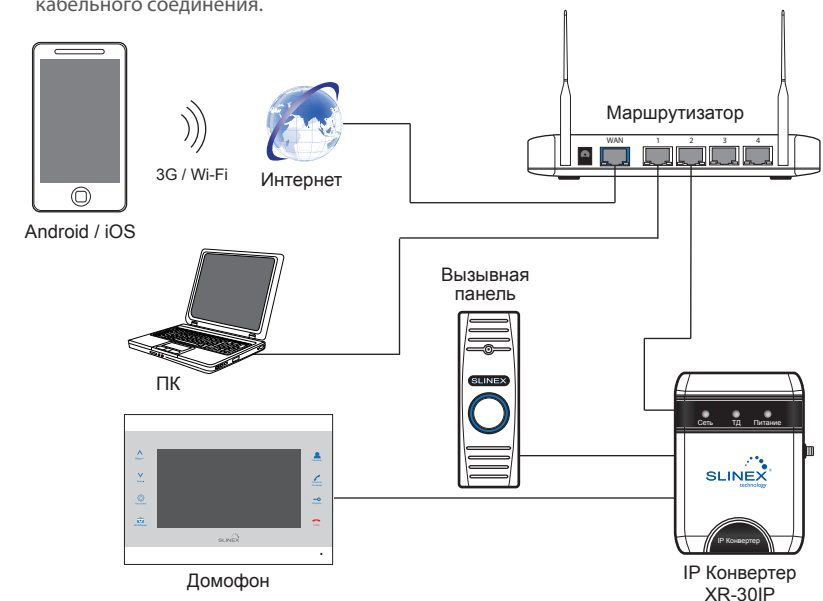 кабельного соединения.
Маршрутизатор
WAN 1 2 3 4
3G / Wi-Fi
Интернет
Android / iOS
Вызывная
панель
SLINEX
ПК
Сеть ТД Питание
SLINEX
technology
IP Конвертер
SLINEX
Домофон
IP Конвертер
XR-30IP